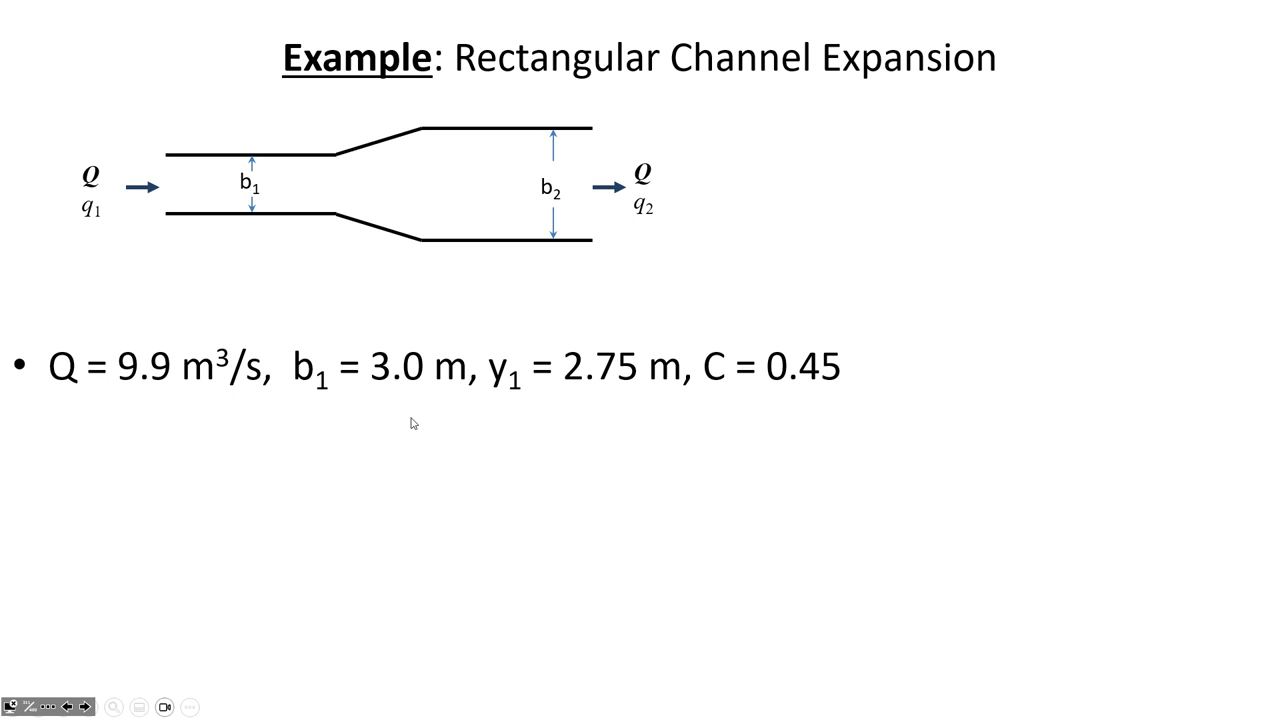 Example: Rectangular Channel Expansion
Q
q₁
b₁
b₂
Q
q₂
• Q = 9.9 m³/s, b₁ = 3.0 m, y₁ = 2.75 m, C = 0.45